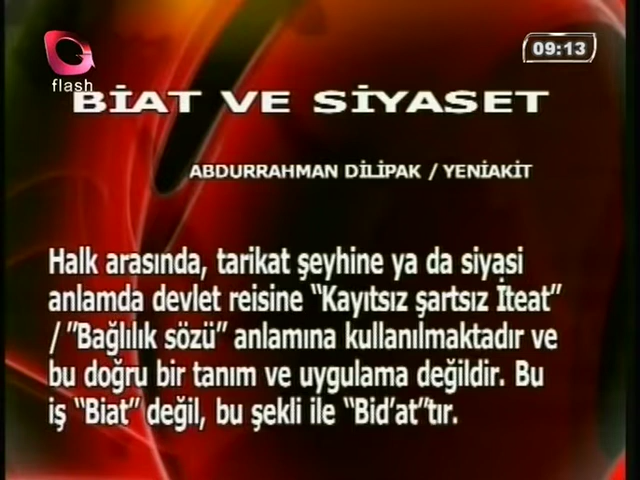 flash
09:13
BİAT VE SİYASET
ABDURRAHMAN DİLİPAK / YENİAKİT
Halk arasında, tarikat şeyhine ya da siyasi
anlamda devlet reisine “Kayıtsız şartsız İteat”
/ ”Bağlılık sözü” anlamına kullanılmaktadır ve
bu doğru bir tanım ve uygulama değildir. Bu
iş “Biat” değil, bu şekli ile “Bid’at”tır.